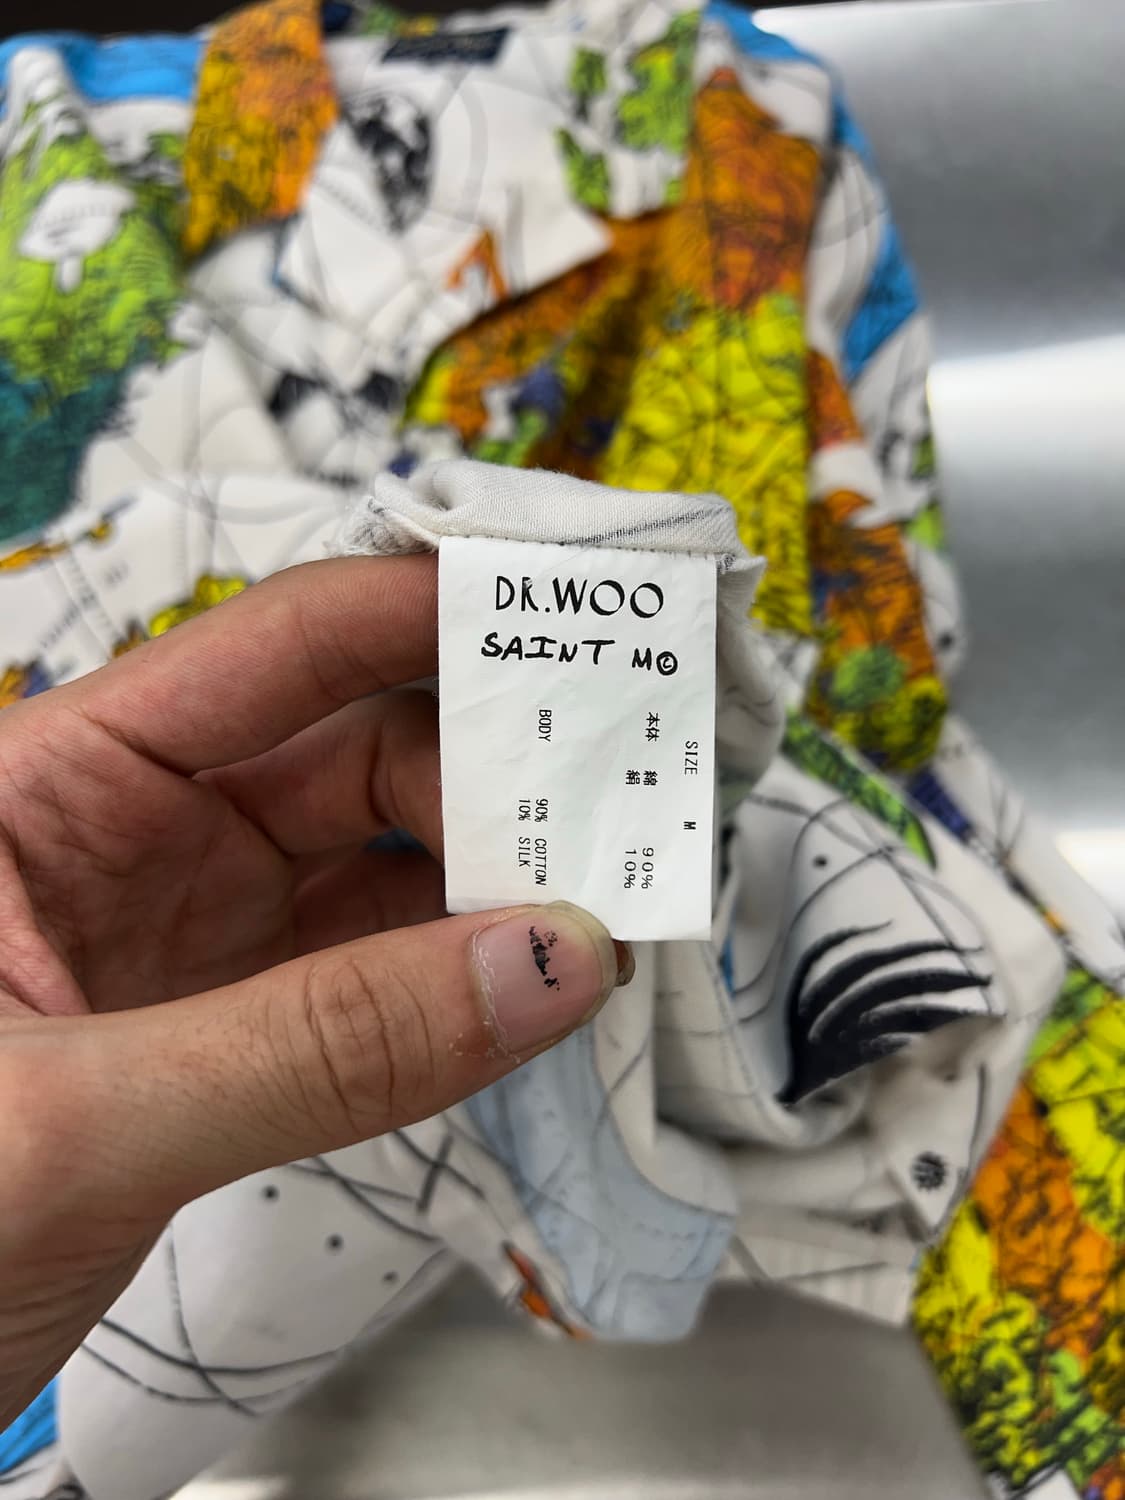 DR.WOO
SAINT M©
SIZE M
本体 綿 90%
絹 10%
BODY 90% COTTON
10% SILK